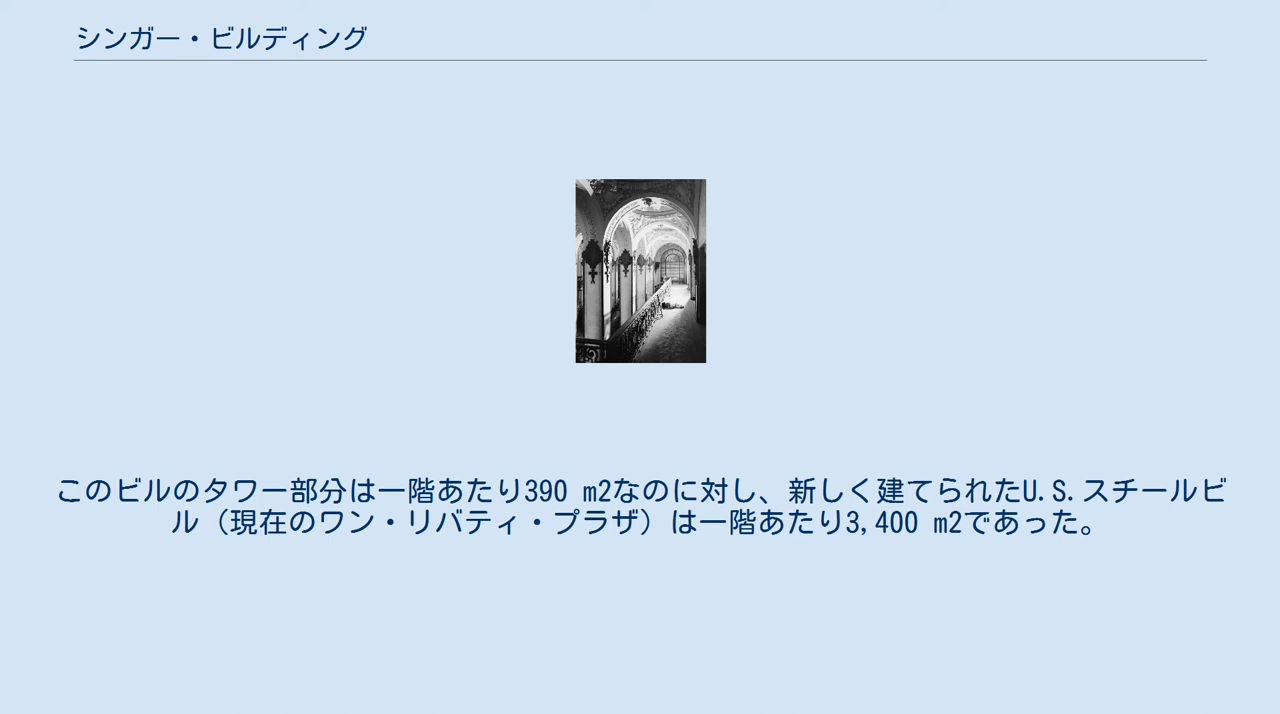 シンガー・ビルディング
このビルのタワー部分は一階あたり390 m2なのに対し、新しく建てられたU.S.スチールビ
ル（現在のワン・リバティ・プラザ）は一階あたり3,400 m2であった。